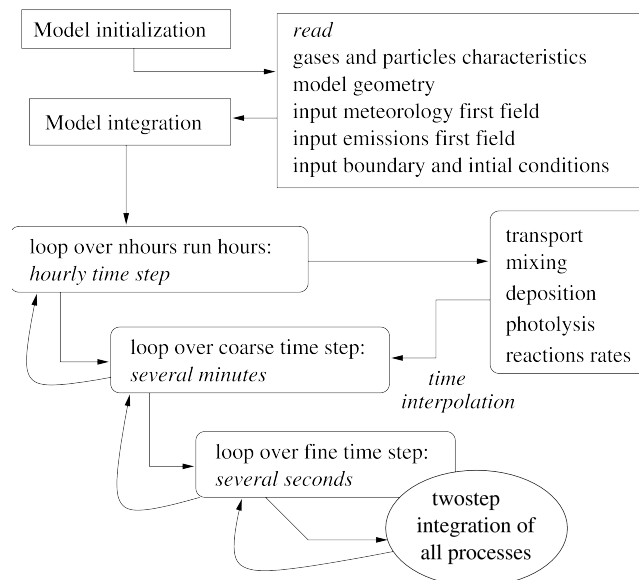 Model initialization
read
gases and particles characteristics
model geometry
input meteorology first field
input emissions first field
input boundary and intial conditions
Model integration
loop over nhours run hours:
hourly time step
transport
mixing
deposition
photolysis
reactions rates
loop over coarse time step:
several minutes
time
interpolation
loop over fine time step:
several seconds
twostep
integration of
all processes